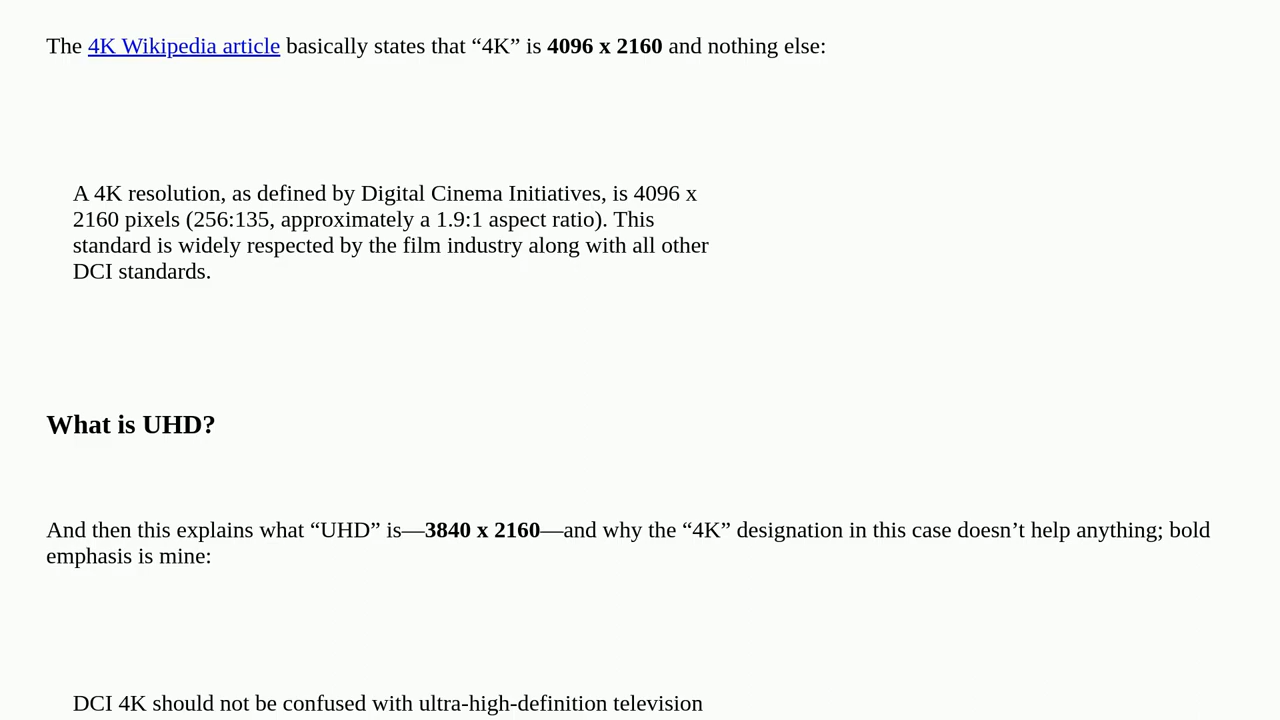 The 4K Wikipedia article basically states that “4K” is 4096 x 2160 and nothing else:
A 4K resolution, as defined by Digital Cinema Initiatives, is 4096 x
2160 pixels (256:135, approximately a 1.9:1 aspect ratio). This
standard is widely respected by the film industry along with all other
DCI standards.
What is UHD?
And then this explains what “UHD” is—3840 x 2160—and why the “4K” designation in this case doesn’t help anything; bold
emphasis is mine:
DCI 4K should not be confused with ultra-high-definition television